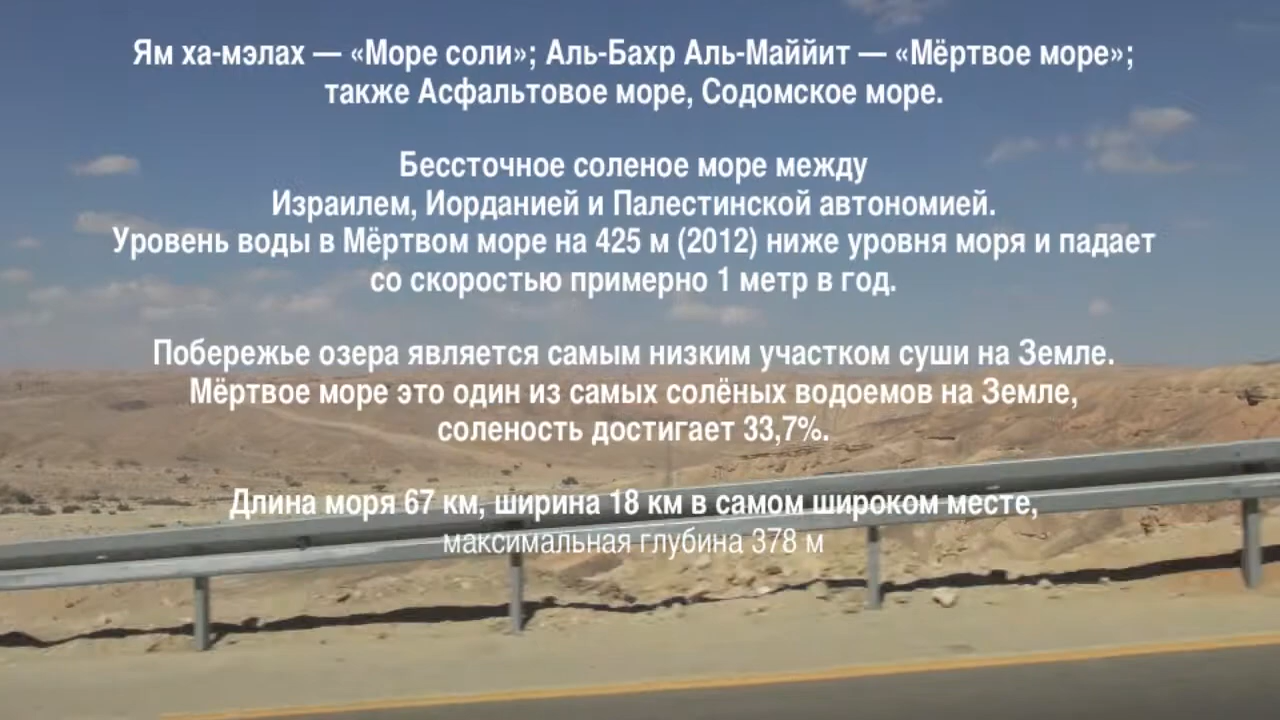 Ям ха-мэлах — «Море соли»; Аль-Бахр Аль-Маййит — «Мёртвое море»;
также Асфальтовое море, Содомское море.
Бессточное соленое море между
Израилем, Иорданией и Палестинской автономией.
Уровень воды в Мёртвом море на 425 м (2012) ниже уровня моря и падает
со скоростью примерно 1 метр в год.
Побережье озера является самым низким участком суши на Земле.
Мёртвое море это один из самых солёных водоемов на Земле,
соленость достигает 33,7%.
Длина моря 67 км, ширина 18 км в самом широком месте,
максимальная глубина 378 м